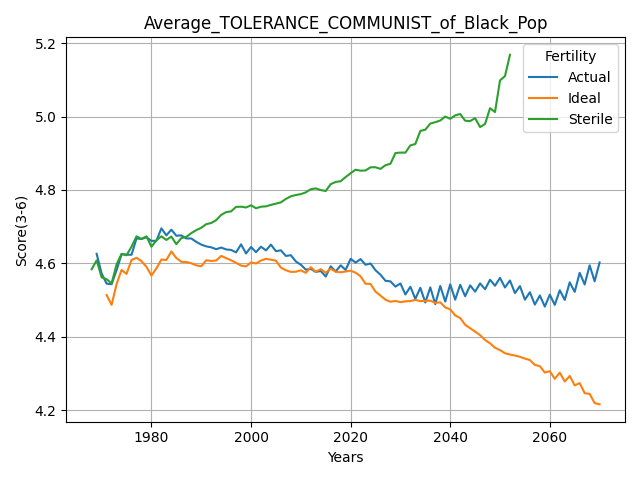 Average_TOLERANCE_COMMUNIST_of_Black_Pop
Fertility
Actual
Ideal
Sterile
Score(3-6)
5.2
5.0
4.8
4.6
4.4
4.2
1980
2000
2020
2040
2060
Years